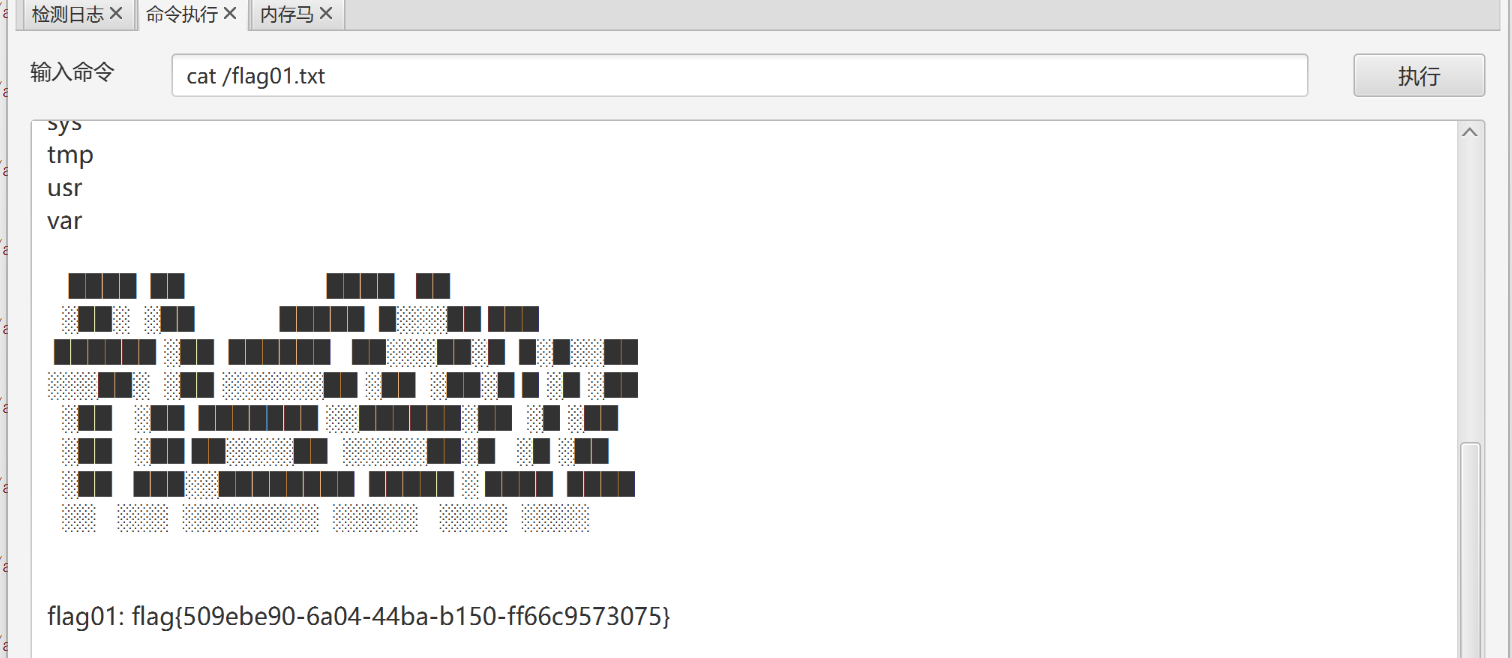 检测日志 命令执行 内存马
输入命令 cat /flag01.txt 执行
sys
tmp
usr
var
flag01
flag01: flag{509ebe90-6a04-44ba-b150-ff66c9573075}